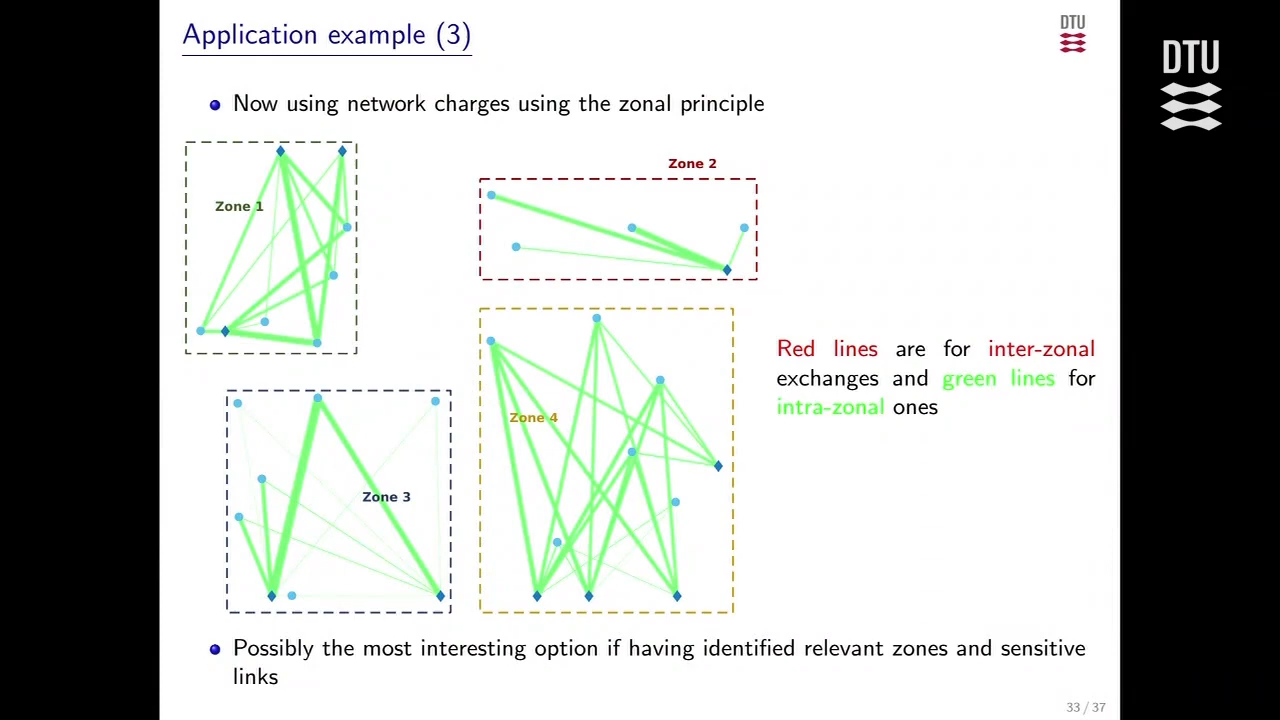 Application example (3)
DTU
DTU
Now using network charges using the zonal principle
Zone 1
Zone 2
Zone 3
Zone 4
Red lines are for inter-zonal
exchanges and green lines for
intra-zonal ones
Possibly the most interesting option if having identified relevant zones and sensitive
links
33 / 37